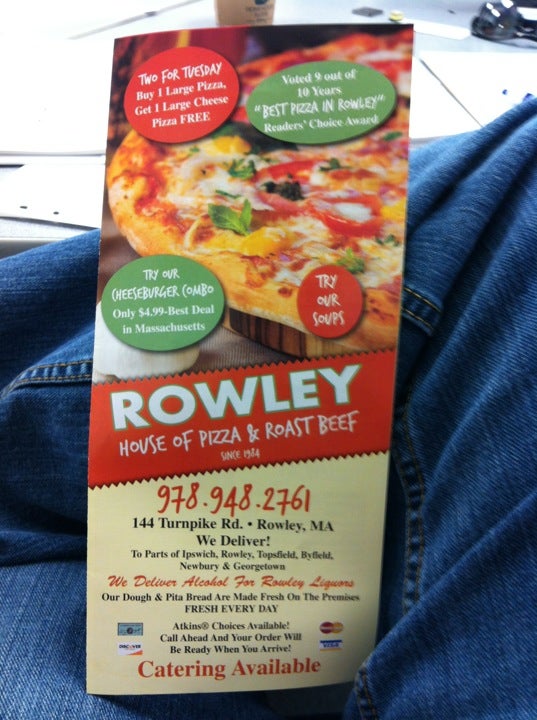 TWO FOR TUESDAY
Buy 1 Large Pizza,
Get 1 Large Cheese
Pizza FREE
Voted 9 out of
10 Years
"BEST PIZZA IN ROWLEY"
Readers' Choice Award
TRY OUR
CHEESEBURGER COMBO
Only $4.99-Best Deal
in Massachusetts
TRY
OUR
SOUPS
ROWLEY
HOUSE OF PIZZA & ROAST BEEF
SINCE 1984
978.948.2761
144 Turnpike Rd. • Rowley, MA
We Deliver!
To Parts of Ipswich, Rowley, Topsfield, Byfield,
Newbury & Georgetown
We Deliver Alcohol For Rowley Liquors
Our Dough & Pita Bread Are Made Fresh On The Premises
FRESH EVERY DAY
Atkins® Choices Available!
Call Ahead And Your Order Will
Be Ready When You Arrive!
DISCOVER
VISA
Catering Available